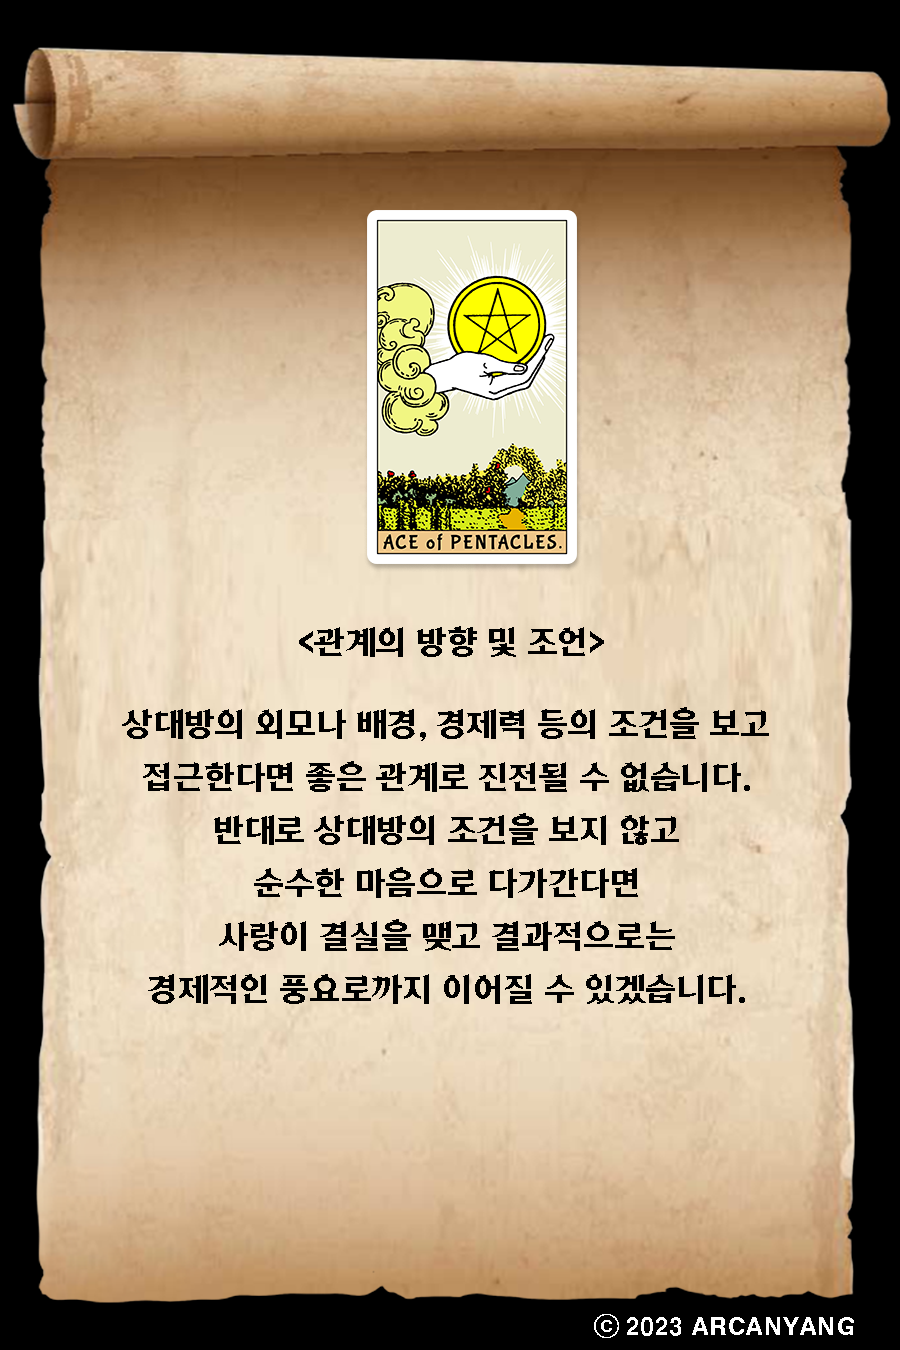 ACE of PENTACLES.
<관계의 방향 및 조언>
상대방의 외모나 배경, 경제력 등의 조건을 보고
접근한다면 좋은 관계로 진전될 수 없습니다.
반대로 상대방의 조건을 보지 않고
순수한 마음으로 다가간다면
사랑이 결실을 맺고 결과적으로는
경제적인 풍요로까지 이어질 수 있겠습니다.
ⓒ 2023 ARCANYANG